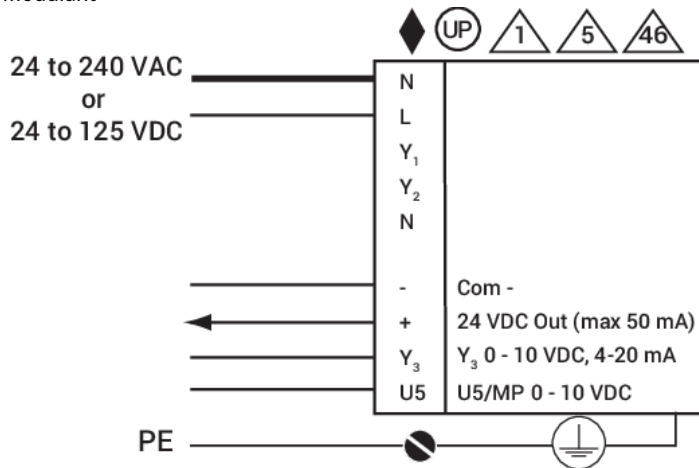 modulant
UP 1 5 46
24 to 240 VAC
or
24 to 125 VDC
N
L
Y₁
Y₂
N
- Com -
+ 24 VDC Out (max 50 mA)
Y₃ Y₃ 0 - 10 VDC, 4-20 mA
U5 U5/MP 0 - 10 VDC
PE